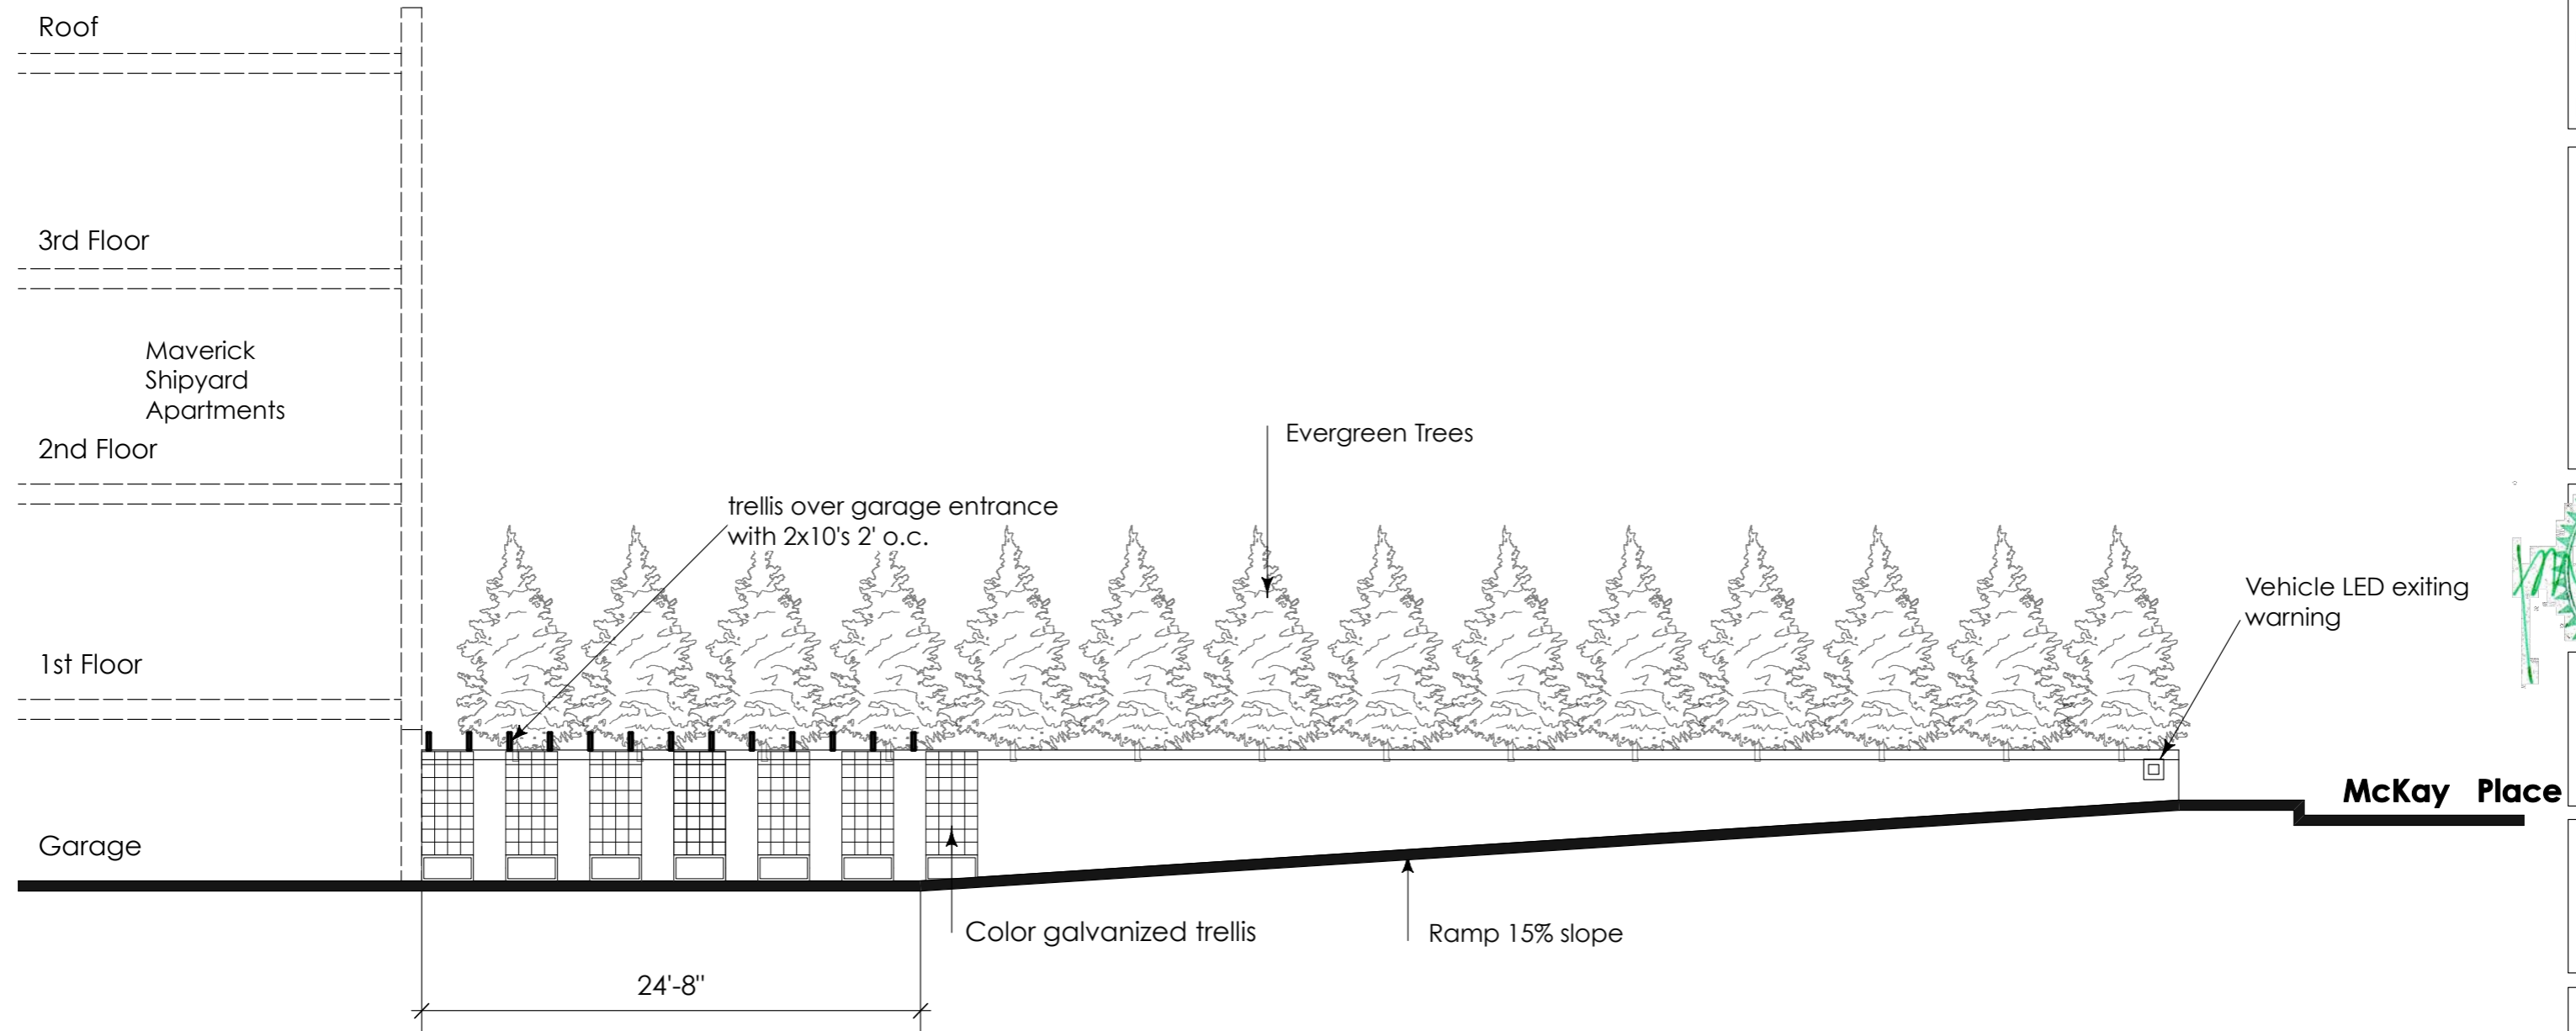 Roof
3rd Floor
Maverick
Shipyard
Apartments
2nd Floor
Evergreen Trees
trellis over garage entrance
with 2x10's 2' o.c.
Vehicle LED exiting
warning
1st Floor
McKay Place
Garage
Color galvanized trellis
Ramp 15% slope
24'-8"